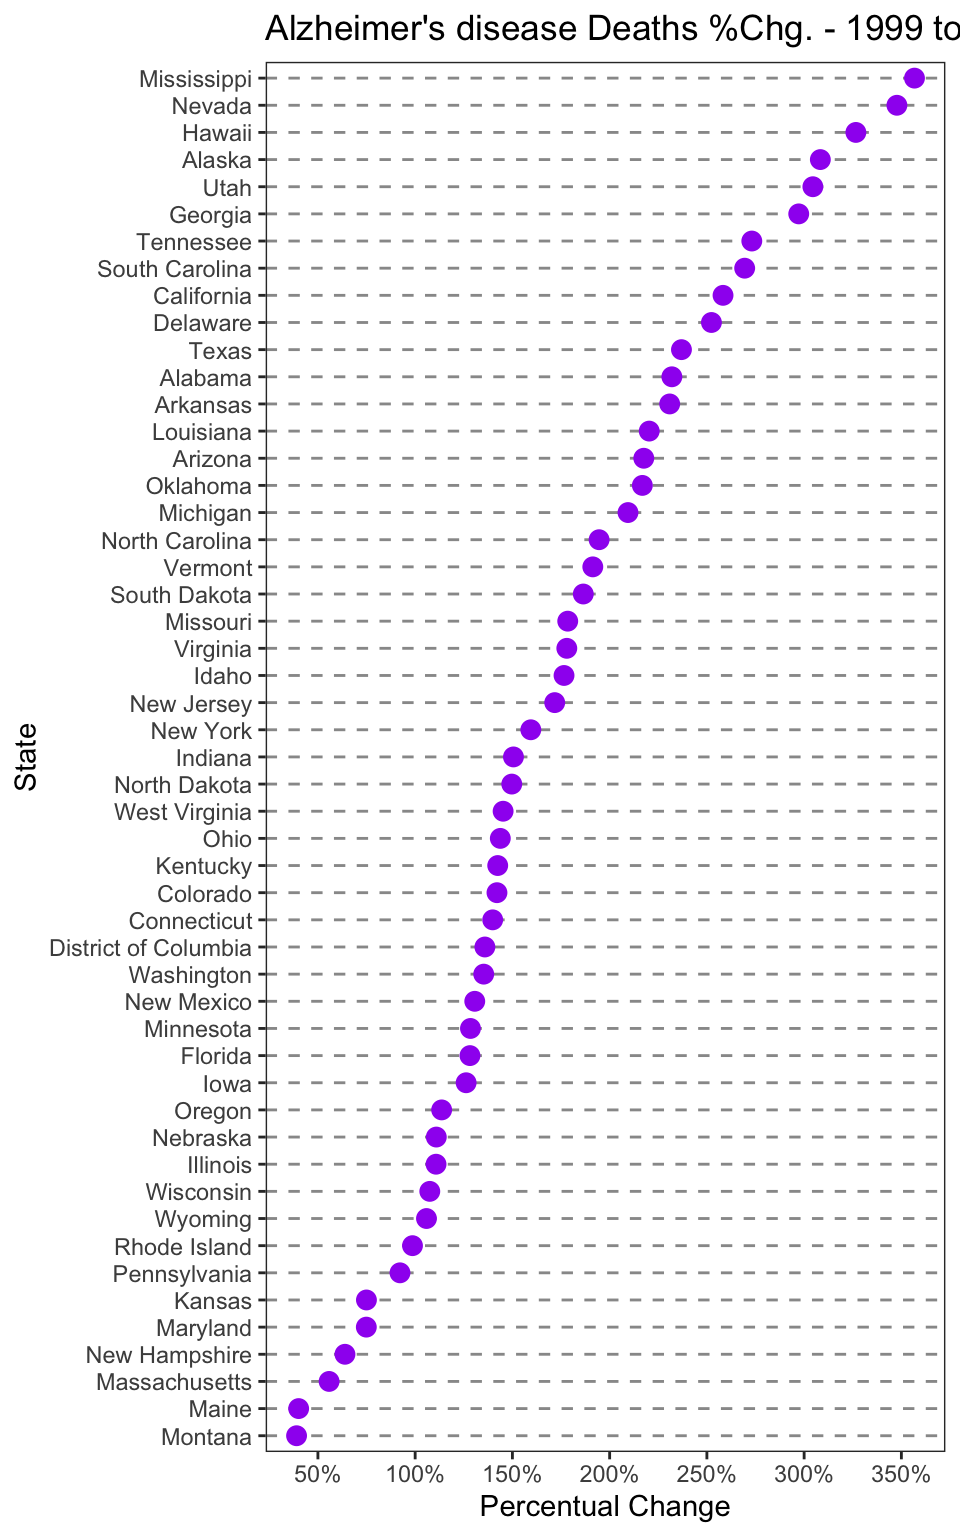 Alzheimer's disease Deaths %Chg. - 1999 to
Mississippi
Nevada
Hawaii
Alaska
Utah
Georgia
Tennessee
South Carolina
California
Delaware
Texas
Alabama
Arkansas
Louisiana
Arizona
Oklahoma
Michigan
North Carolina
Vermont
South Dakota
Missouri
Virginia
Idaho
New Jersey
New York
Indiana
North Dakota
West Virginia
Ohio
Kentucky
Colorado
Connecticut
District of Columbia
Washington
New Mexico
Minnesota
Florida
Iowa
Oregon
Nebraska
Illinois
Wisconsin
Wyoming
Rhode Island
Pennsylvania
Kansas
Maryland
New Hampshire
Massachusetts
Maine
Montana
State
50% 100% 150% 200% 250% 300% 350%
Percentual Change